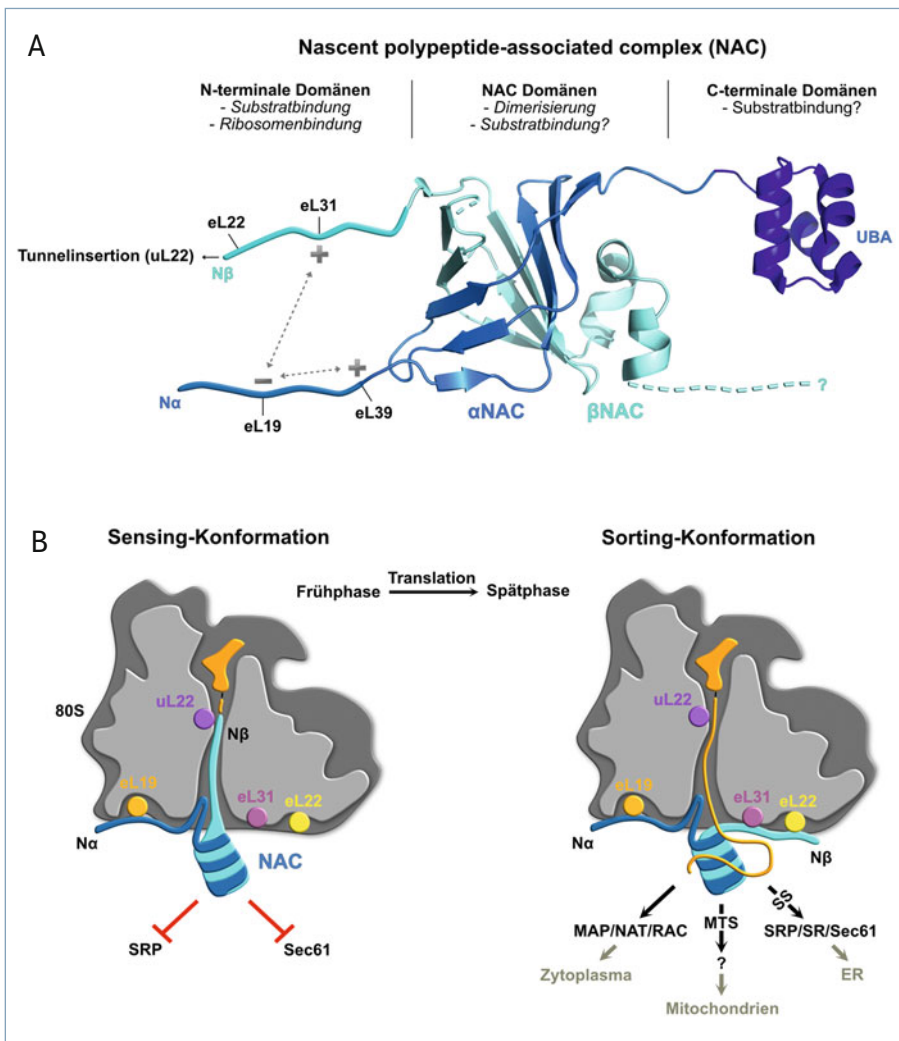 A
Nascent polypeptide-associated complex (NAC)
N-terminale Domänen
- Substratbindung
- Ribosomenbindung
NAC Domänen
- Dimerisierung
- Substratbindung?
C-terminale Domänen
- Substratbindung?
eL22
eL31
Tunnelinsertion (uL22)
Nβ
+
UBA
− +
Nα
eL19
eL39
αNAC
βNAC
?
B
Sensing-Konformation
Sorting-Konformation
Frühphase
Translation
Spätphase
80S
uL22
Nβ
eL19
eL31
eL22
Nα
NAC
SRP
Sec61
uL22
eL19
eL31
eL22
Nα
Nβ
SS
MAP/NAT/RAC
MTS
SRP/SR/Sec61
?
Zytoplasma
ER
Mitochondrien